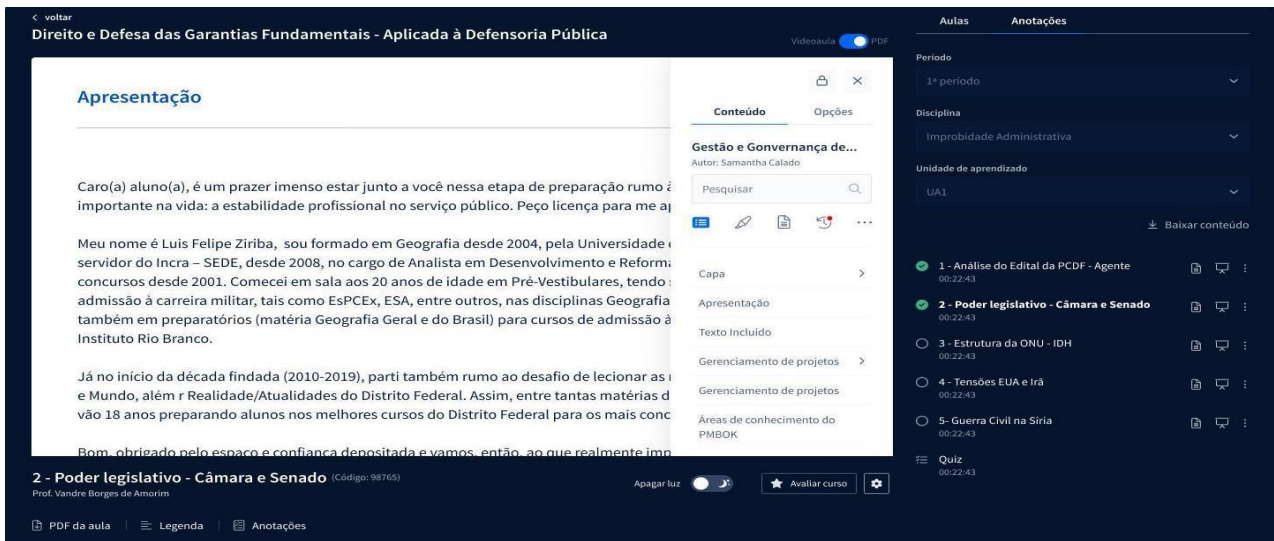 voltar
Direito e Defesa das Garantias Fundamentais - Aplicada à Defensoria Pública
Videoaula PDF
Apresentação
Caro(a) aluno(a), é um prazer imenso estar junto a você nessa etapa de preparação rumo
importante na vida: a estabilidade profissional no serviço público. Peço licença para me
Meu nome é Luis Felipe Ziriba, sou formado em Geografia desde 2004, pela Universidade
servidor do Incra – SEDE, desde 2008, no cargo de Analista em Desenvolvimento e
concursos desde 2001. Comecei em sala aos 20 anos de idade em Pré-Vestibulares, tendo
admissão à carreira militar, tais como EsPCEx, ESA, entre outros, nas disciplinas Geografia
também em preparatórios (matéria Geografia Geral e do Brasil) para cursos de admissão à
Instituto Rio Branco.
Já no início da década findada (2010-2019), parti também rumo ao desafio de lecionar as
e Mundo, além r Realidade/Atualidades do Distrito Federal. Assim, entre tantas matérias
vão 18 anos preparando alunos nos melhores cursos do Distrito Federal para os mais
Bom, obrigado pelo espaço e confiança depositada e vamos, então, ao que realmente
Conteúdo Opções
Gestão e Gonvernança de...
Autor: Samantha Calado
Pesquisar
Capa
Apresentação
Texto Incluído
Gerenciamento de projetos
Gerenciamento de projetos
Áreas de conhecimento do
PMBOK
2 - Poder legislativo - Câmara e Senado (Código: 98765)
Prof. Vandre Borges de Amorim
Apagar luz
Avaliar curso
PDF da aula
Legenda
Anotações
Aulas Anotações
Período
1ª período
Disciplina
Improbidade Administrativa
Unidade de aprendizado
UA1
Baixar conteúdo
1 - Análise do Edital da PCDF - Agente
00:22:43
2 - Poder legislativo - Câmara e Senado
00:22:43
3 - Estrutura da ONU - IDH
00:22:43
4 - Tensões EUA e Irã
00:22:43
5- Guerra Civil na Síria
00:22:43
Quiz
00:22:43